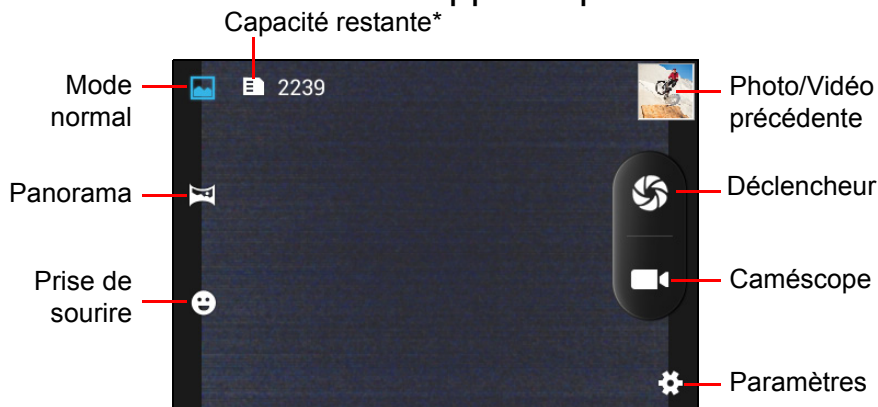 Capacité restante*
Mode
normal
2239
Photo/Vidéo
précédente
Panorama
Déclencheur
Prise de
sourire
Caméscope
Paramètres